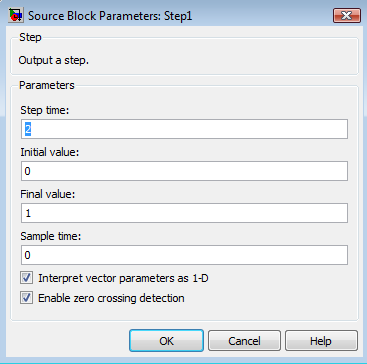 Source Block Parameters: Step1
Step
Output a step.
Parameters
Step time:
2
Initial value:
0
Final value:
1
Sample time:
0
Interpret vector parameters as 1-D
Enable zero crossing detection
OK Cancel Help